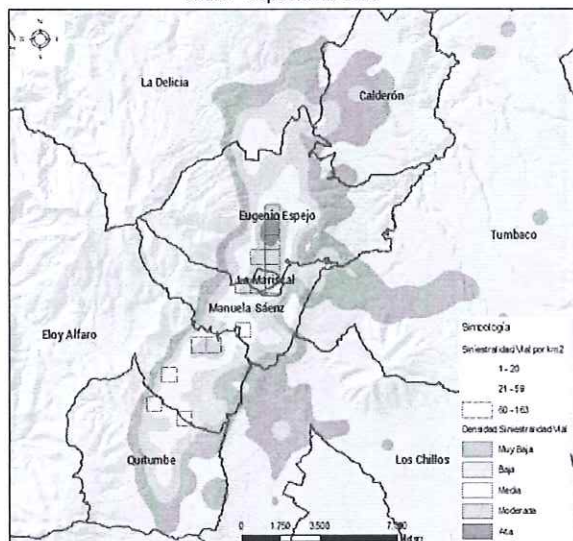 La Delicia
Calderón
Eugenio Espejo
Tumbaco
La Mariscal
Manuela Sáenz
Eloy Alfaro
Quitumbe
Los Chillos
Simbología
Siniestralidad Vial por km2
1 - 20
21 - 59
60 - 163
Densidad Siniestralidad Vial
Muy Baja
Baja
Media
Moderada
Alta
0 1.750 3.500